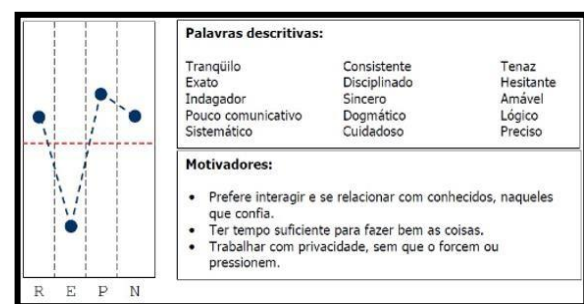 Palavras descritivas:
Tranqüilo Consistente Tenaz
Exato Disciplinado Hesitante
Indagador Sincero Amável
Pouco comunicativo Dogmático Lógico
Sistemático Cuidadoso Preciso
Motivadores:
• Prefere interagir e se relacionar com conhecidos, naqueles
que confia.
• Ter tempo suficiente para fazer bem as coisas.
• Trabalhar com privacidade, sem que o forcem ou
pressionem.
R E P N